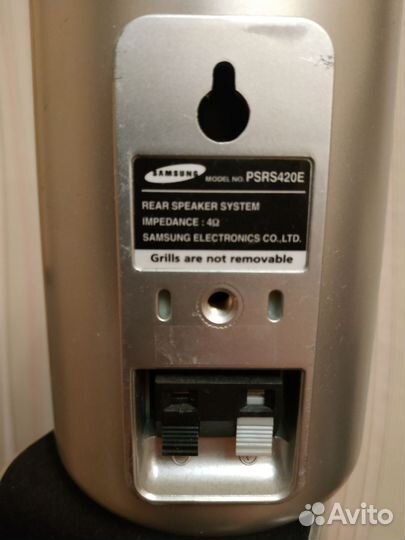 SAMSUNG MODEL NO. PSRS420E
REAR SPEAKER SYSTEM
IMPEDANCE : 4Ω
SAMSUNG ELECTRONICS CO.,LTD.
Grills are not removable
Avito